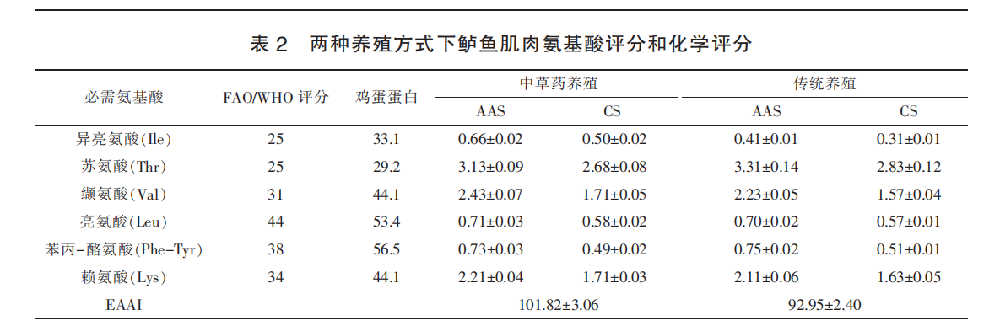 表 2 两种养殖方式下鲈鱼肌肉氨基酸评分和化学评分
必需氨基酸 FAO/WHO 评分 鸡蛋蛋白 中草药养殖 传统养殖
AAS CS AAS CS
异亮氨酸(Ile) 25 33.1 0.66±0.02 0.50±0.02 0.41±0.01 0.31±0.01
苏氨酸(Thr) 25 29.2 3.13±0.09 2.68±0.08 3.31±0.14 2.83±0.12
缬氨酸(Val) 31 44.1 2.43±0.07 1.71±0.05 2.23±0.05 1.57±0.04
亮氨酸(Leu) 44 53.4 0.71±0.03 0.58±0.02 0.70±0.02 0.57±0.01
苯丙-酪氨酸(Phe-Tyr) 38 56.5 0.73±0.03 0.49±0.02 0.75±0.02 0.51±0.01
赖氨酸(Lys) 34 44.1 2.21±0.04 1.71±0.03 2.11±0.06 1.63±0.05
EAAI 101.82±3.06 92.95±2.40